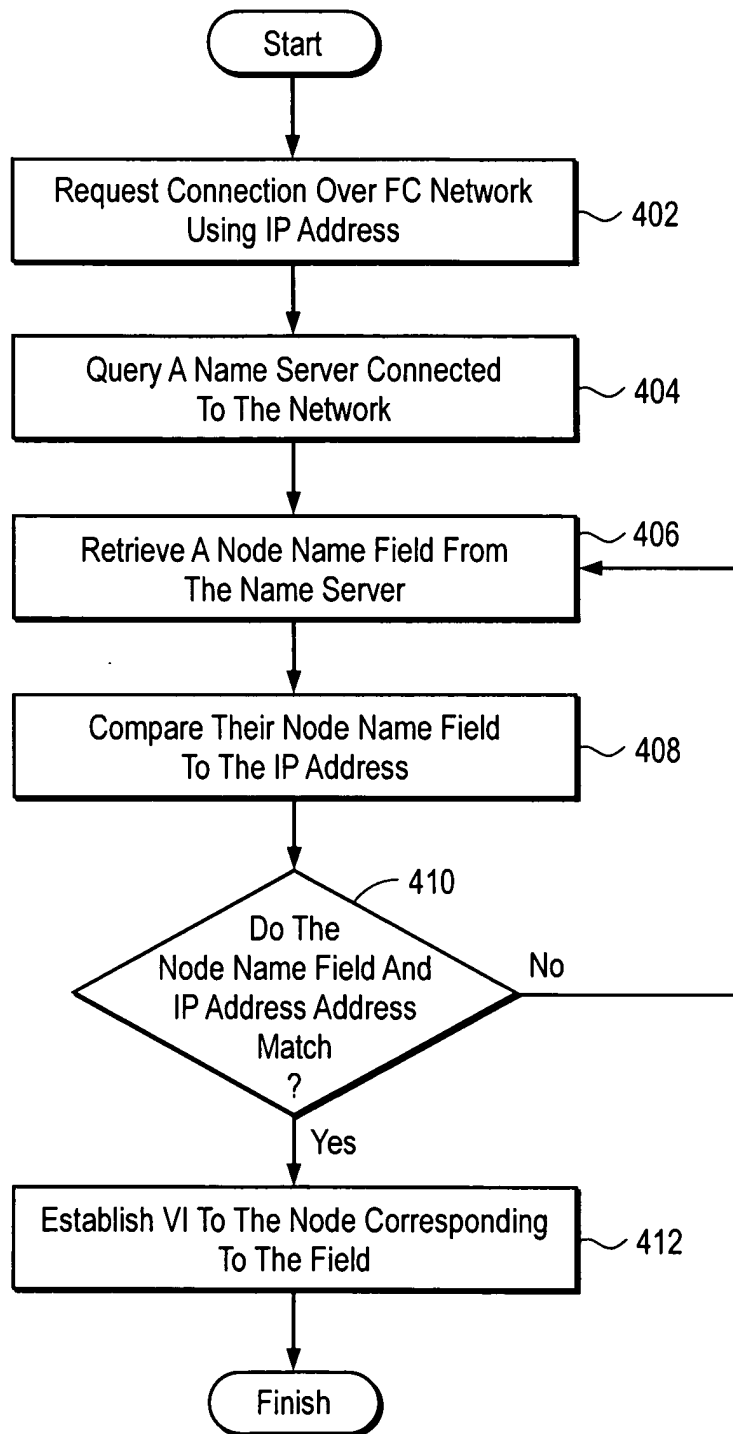 Start
Request Connection Over FC Network
Using IP Address
402
Query A Name Server Connected
To The Network
404
Retrieve A Node Name Field From
The Name Server
406
Compare Their Node Name Field
To The IP Address
408
410
Do The
Node Name Field And
IP Address Address
Match
?
No
Yes
Establish VI To The Node Corresponding
To The Field
412
Finish